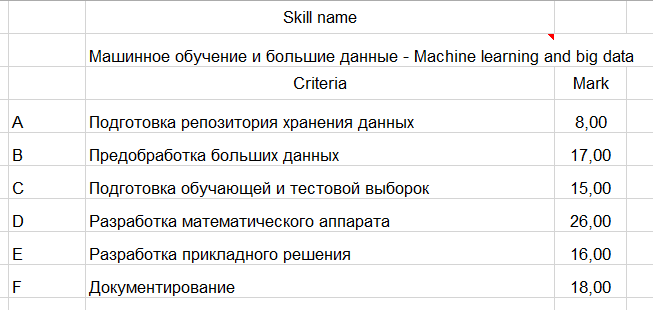 Skill name
Машинное обучение и большие данные - Machine learning and big data
Criteria Mark
A Подготовка репозитория хранения данных 8,00
B Предобработка больших данных 17,00
C Подготовка обучающей и тестовой выборок 15,00
D Разработка математического аппарата 26,00
E Разработка прикладного решения 16,00
F Документирование 18,00